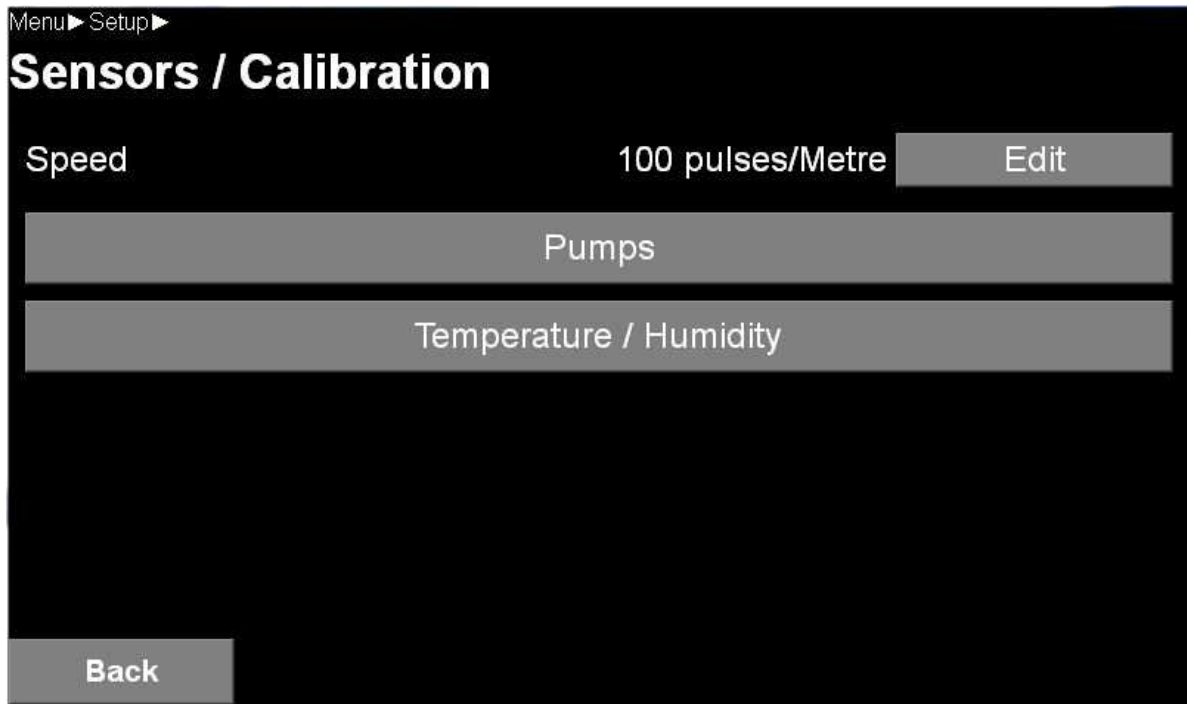 Menu►Setup►
Sensors / Calibration
Speed 100 pulses/Metre Edit
Pumps
Temperature / Humidity
Back